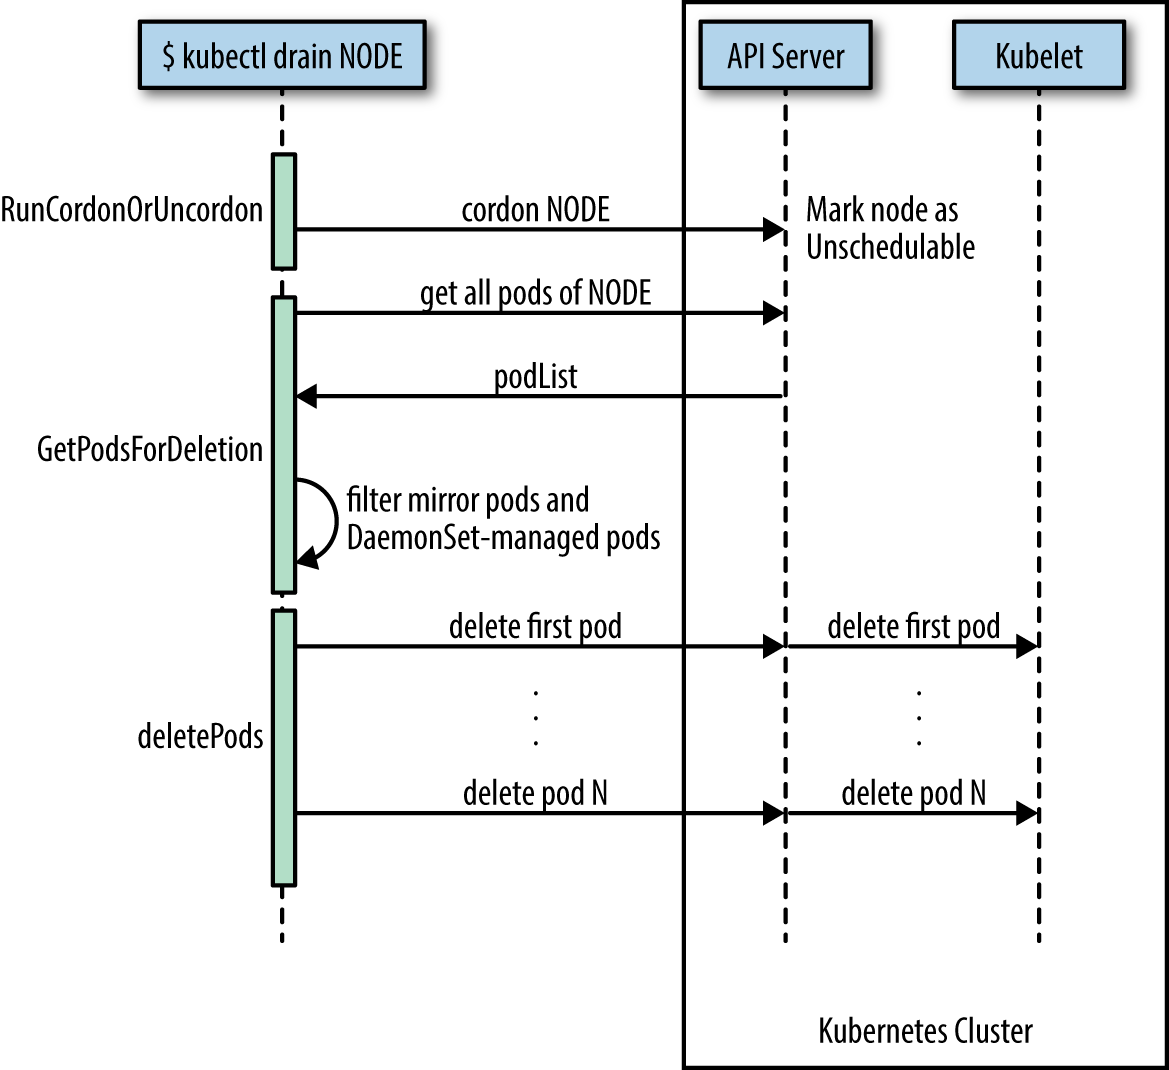 $ kubectl drain NODE
API Server
Kubelet
RunCordonOrUncordon
cordon NODE
Mark node as
Unschedulable
get all pods of NODE
podList
GetPodsForDeletion
filter mirror pods and
DaemonSet-managed pods
delete first pod
delete first pod
.
.
.
.
.
.
deletePods
delete pod N
delete pod N
Kubernetes Cluster